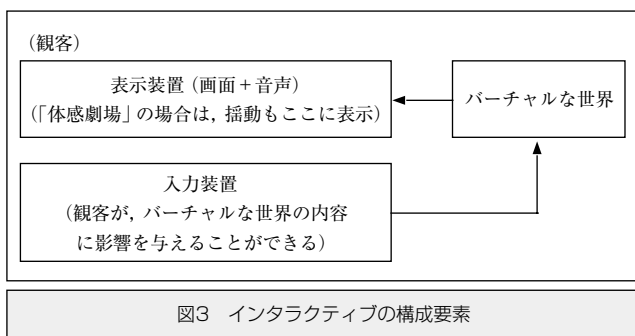 （観客）
表示装置（画面＋音声）
（「体感劇場」の場合は，揺動もここに表示）
バーチャルな世界
入力装置
（観客が，バーチャルな世界の内容
に影響を与えることができる）
図3　インタラクティブの構成要素